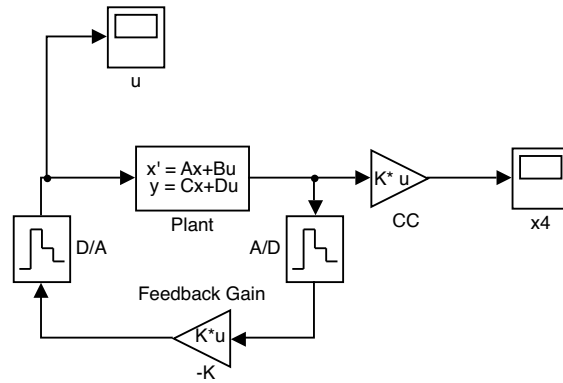 u
x' = Ax+Bu
y = Cx+Du
Plant
K* u
CC
x4
D/A
A/D
Feedback Gain
K*u
-K